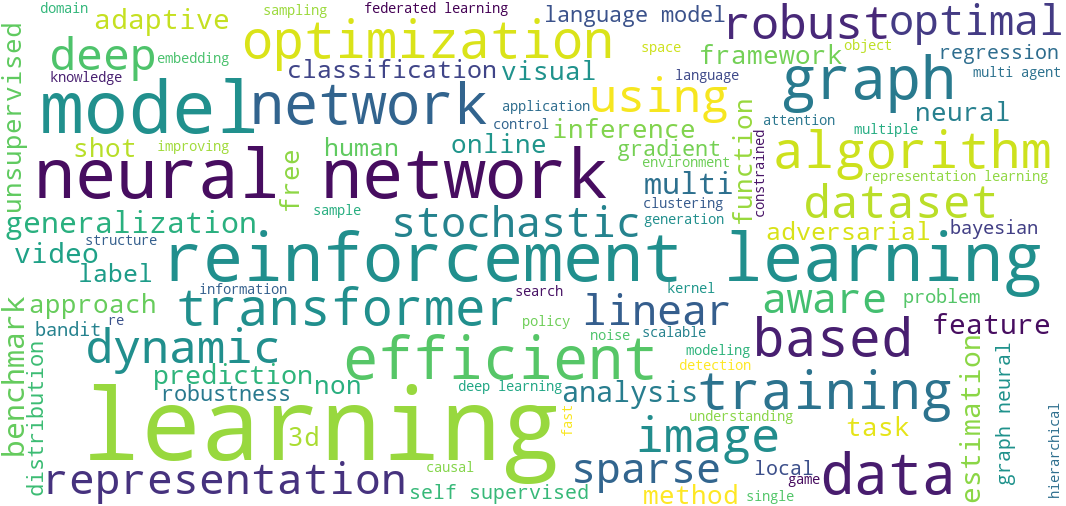 domain
sampling
federated learning
language model
robust
optimal
adaptive
optimization
deep
embedding
space
framework
object
regression
knowledge
classification
visual
language
multi agent
unsupervised
model
network
using
graph
application
neural
control
attention
shot
improving
human
online
inference
gradient
function
multiple
algorithm
neural network
free
environment
constrained
representation learning
multi
clustering
dataset
generalization
sample
stochastic
generation
adversarial
bayesian
video
structure
reinforcement learning
label
information
search
kernel
approach
transformer
linear
aware
problem
bandit
re
policy
noise
scalable
based
feature
benchmark
dynamic
efficient
modeling
detection
distribution
prediction
robustness
non
deep learning
analysis
training
estimation
graph neural
learning
3d
fast
understanding
image
task
hierarchical
representation
causal
self supervised
sparse
method
local
game
single
data